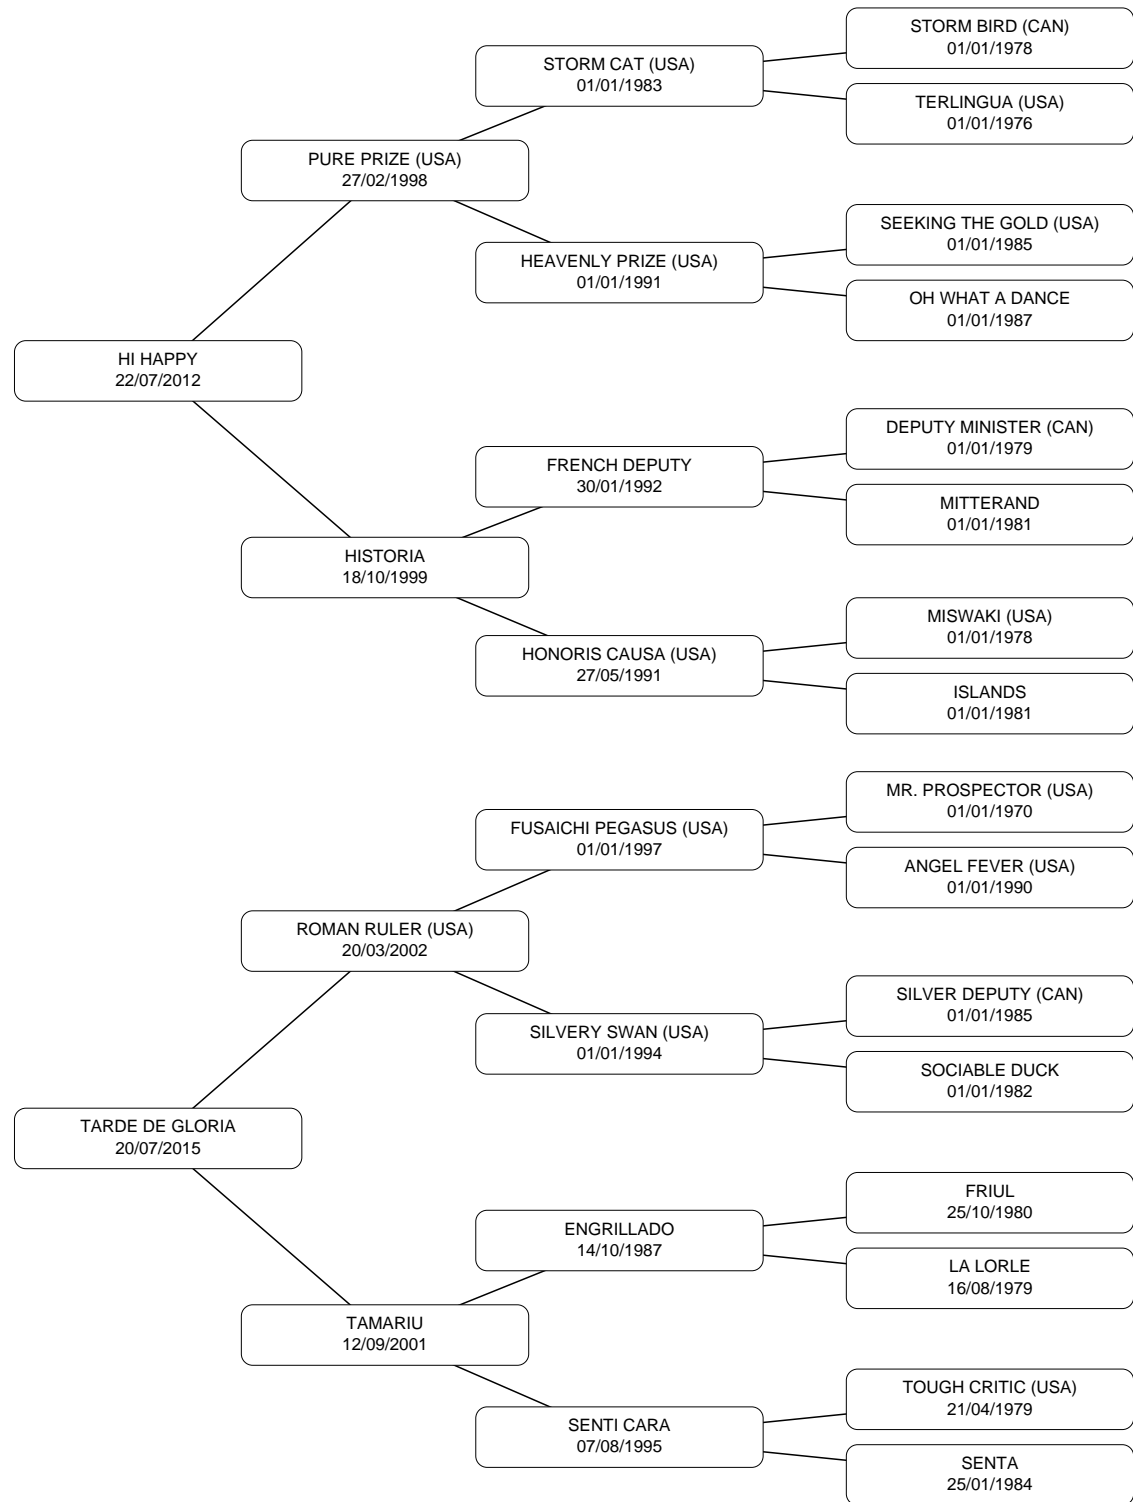 STORM BIRD (CAN)
01/01/1978
STORM CAT (USA)
01/01/1983
TERLINGUA (USA)
01/01/1976
PURE PRIZE (USA)
27/02/1998
SEEKING THE GOLD (USA)
01/01/1985
HEAVENLY PRIZE (USA)
01/01/1991
OH WHAT A DANCE
01/01/1987
HI HAPPY
22/07/2012
DEPUTY MINISTER (CAN)
01/01/1979
FRENCH DEPUTY
30/01/1992
MITTERAND
01/01/1981
HISTORIA
18/10/1999
MISWAKI (USA)
01/01/1978
HONORIS CAUSA (USA)
27/05/1991
ISLANDS
01/01/1981
MR. PROSPECTOR (USA)
01/01/1970
FUSAICHI PEGASUS (USA)
01/01/1997
ANGEL FEVER (USA)
01/01/1990
ROMAN RULER (USA)
20/03/2002
SILVER DEPUTY (CAN)
01/01/1985
SILVERY SWAN (USA)
01/01/1994
SOCIABLE DUCK
01/01/1982
TARDE DE GLORIA
20/07/2015
FRIUL
25/10/1980
ENGRILLADO
14/10/1987
LA LORLE
16/08/1979
TAMARIU
12/09/2001
TOUGH CRITIC (USA)
21/04/1979
SENTI CARA
07/08/1995
SENTA
25/01/1984